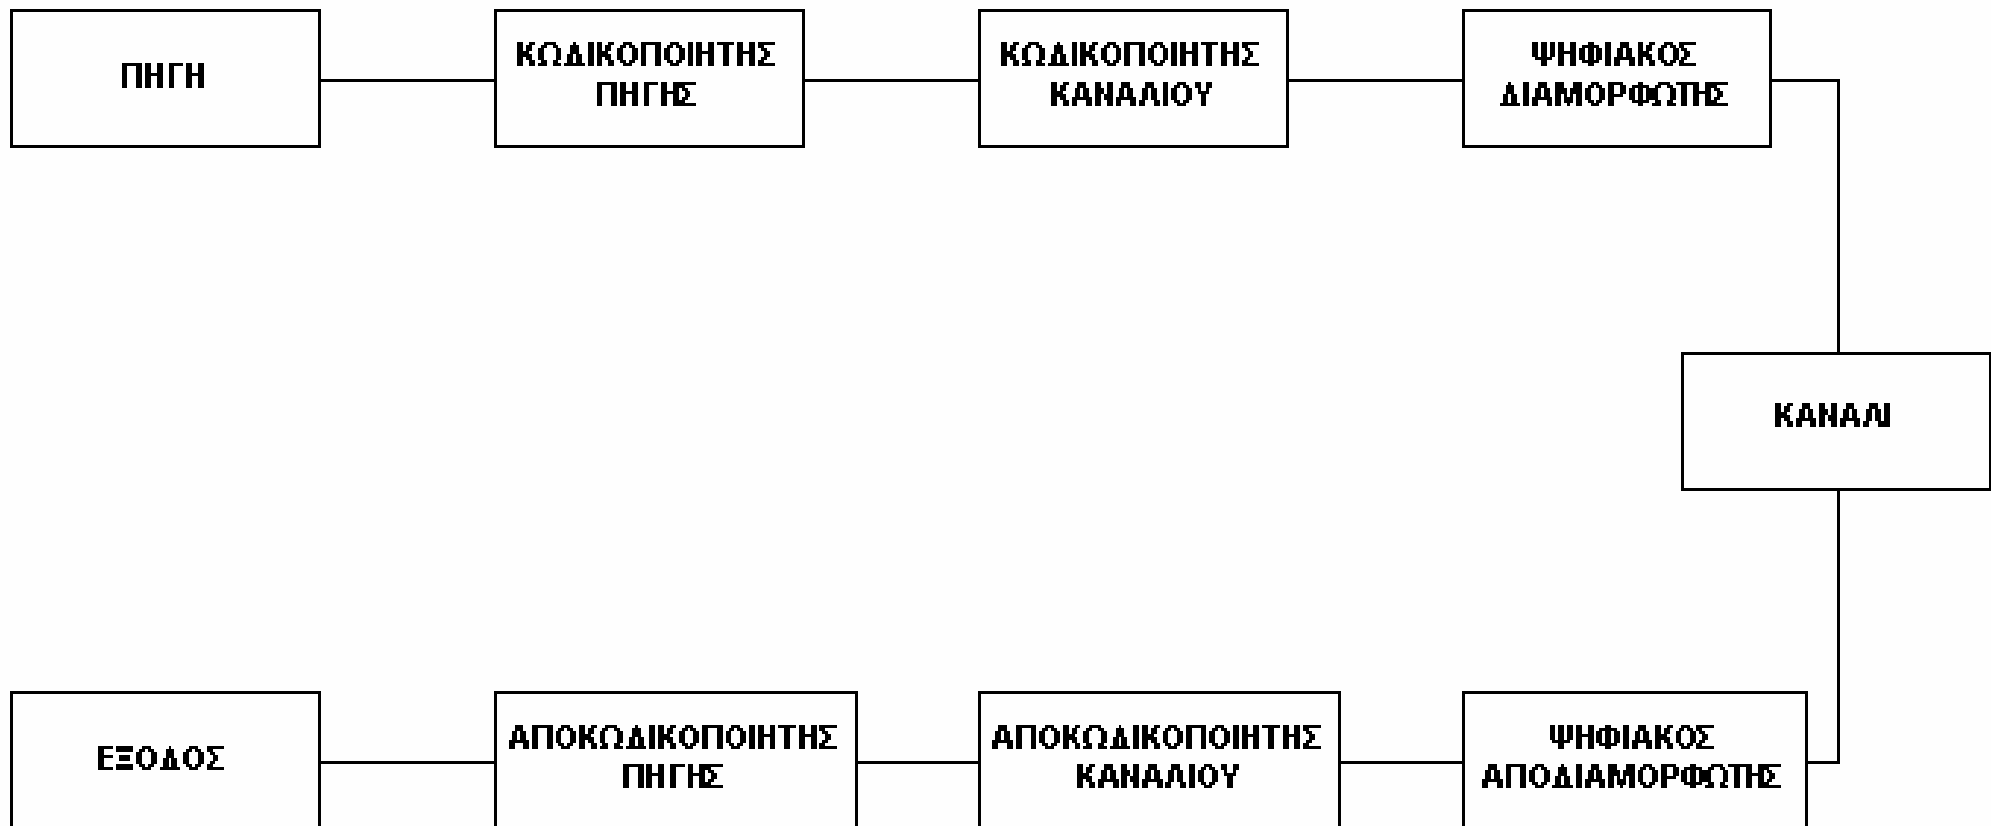 ΠΗΓΗ
ΚΩΔΙΚΟΠΟΙΗΤΗΣ
ΠΗΓΗΣ
ΚΩΔΙΚΟΠΟΙΗΤΗΣ
ΚΑΝΑΛΙΟΥ
ΨΗΦΙΑΚΟΣ
ΔΙΑΜΟΡΦΩΤΗΣ
ΚΑΝΑΛΙ
ΕΞΟΔΟΣ
ΑΠΟΚΩΔΙΚΟΠΟΙΗΤΗΣ
ΠΗΓΗΣ
ΑΠΟΚΩΔΙΚΟΠΟΙΗΤΗΣ
ΚΑΝΑΛΙΟΥ
ΨΗΦΙΑΚΟΣ
ΑΠΟΔΙΑΜΟΡΦΩΤΗΣ